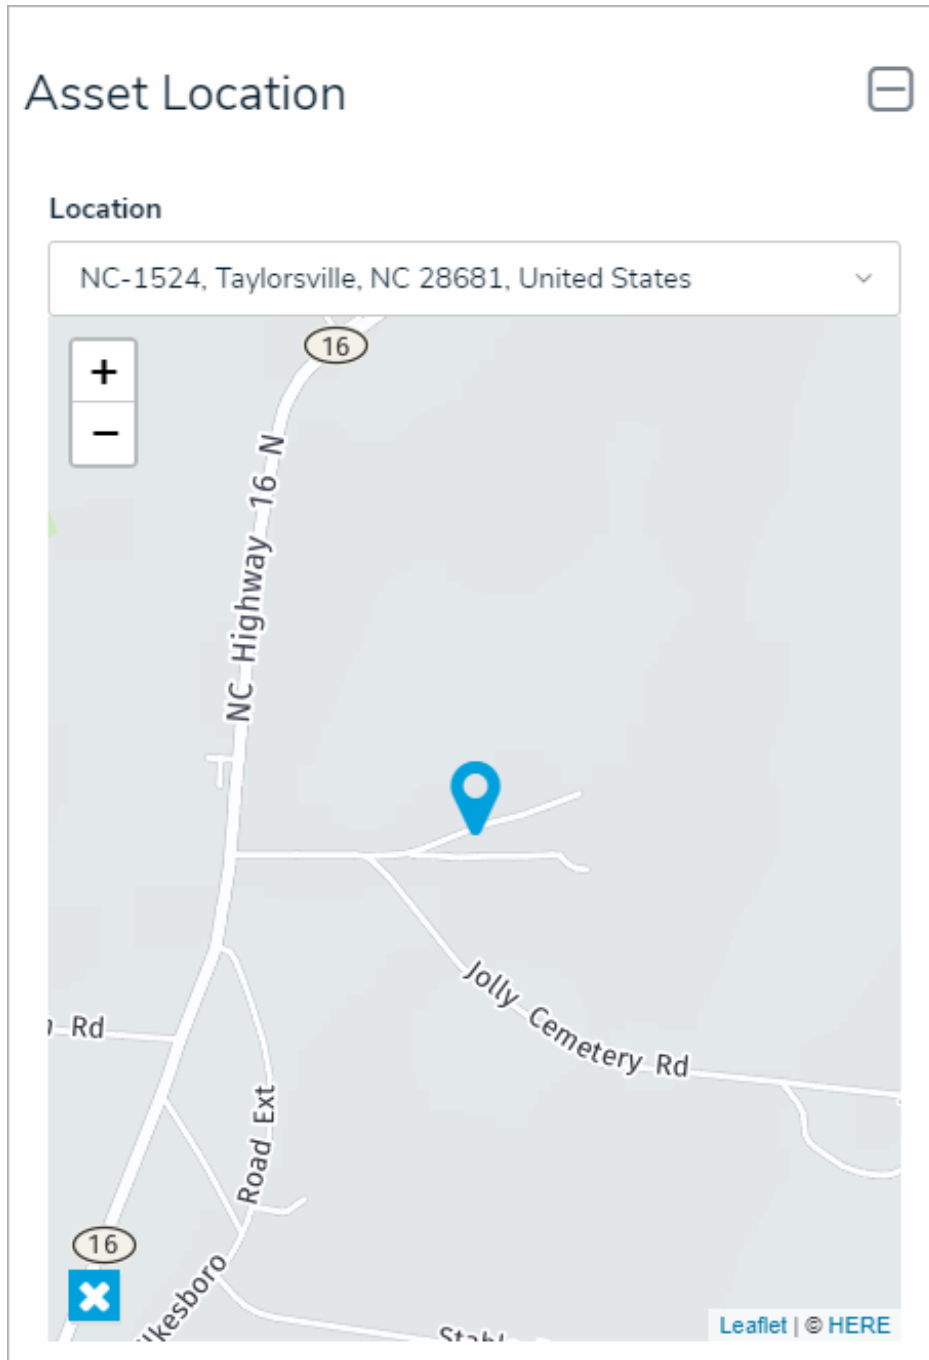 Asset Location
Location
NC-1524, Taylorsville, NC 28681, United States
16
+
−
NC Highway 16 N
Jolly Cemetery Rd
Rd
Road Ext
16
Leaflet | © HERE